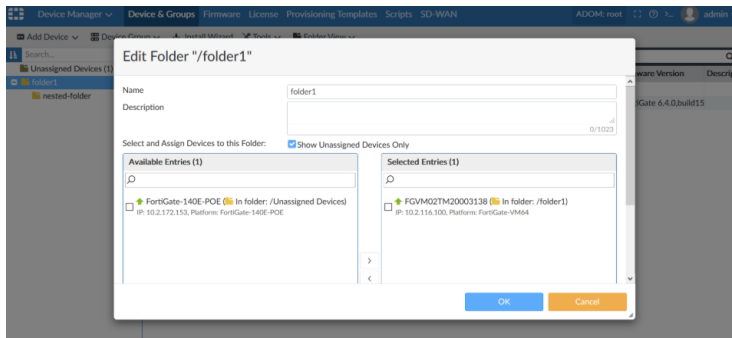 Device Manager Device & Groups Firmware License Provisioning Templates Scripts SD-WAN ADOM: root admin
Add Device Device Group Install Wizard Tools Folder View
Search...
Edit Folder "/folder1"
Unassigned Devices (1)
ware Version Descri
folder1
Name folder1
nested-folder
iGate 6.4.0,build15
Description
0/1023
Select and Assign Devices to this Folder: Show Unassigned Devices Only
Available Entries (1) Selected Entries (1)
FortiGate-140E-POE ( In folder: /Unassigned Devices) FGVM02TM20003138 ( In folder: /folder1)
IP: 10.2.172.153, Platform: FortiGate-140E-POE IP: 10.2.116.100, Platform: FortiGate-VM64
>
<
OK Cancel